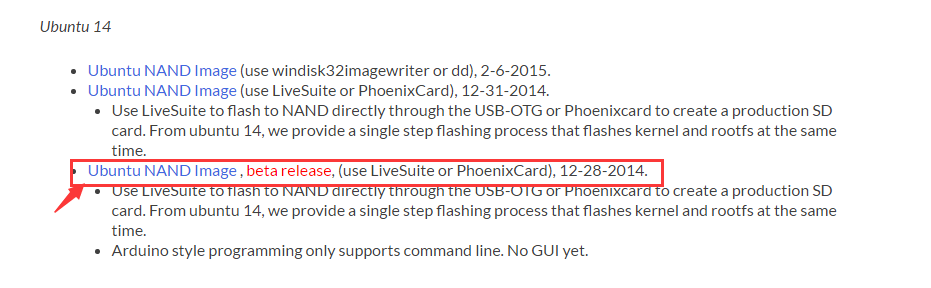 Ubuntu 14
Ubuntu NAND Image (use windisk32imagewriter or dd), 2-6-2015.
Ubuntu NAND Image (use LiveSuite or PhoenixCard), 12-31-2014.
Use LiveSuite to flash to NAND directly through the USB-OTG or Phoenixcard to create a production SD
card. From ubuntu 14, we provide a single step flashing process that flashes kernel and rootfs at the same
time.
Ubuntu NAND Image , beta release, (use LiveSuite or PhoenixCard), 12-28-2014.
Use LiveSuite to flash to NAND directly through the USB-OTG or Phoenixcard to create a production SD
card. From ubuntu 14, we provide a single step flashing process that flashes kernel and rootfs at the same
time.
Arduino style programming only supports command line. No GUI yet.